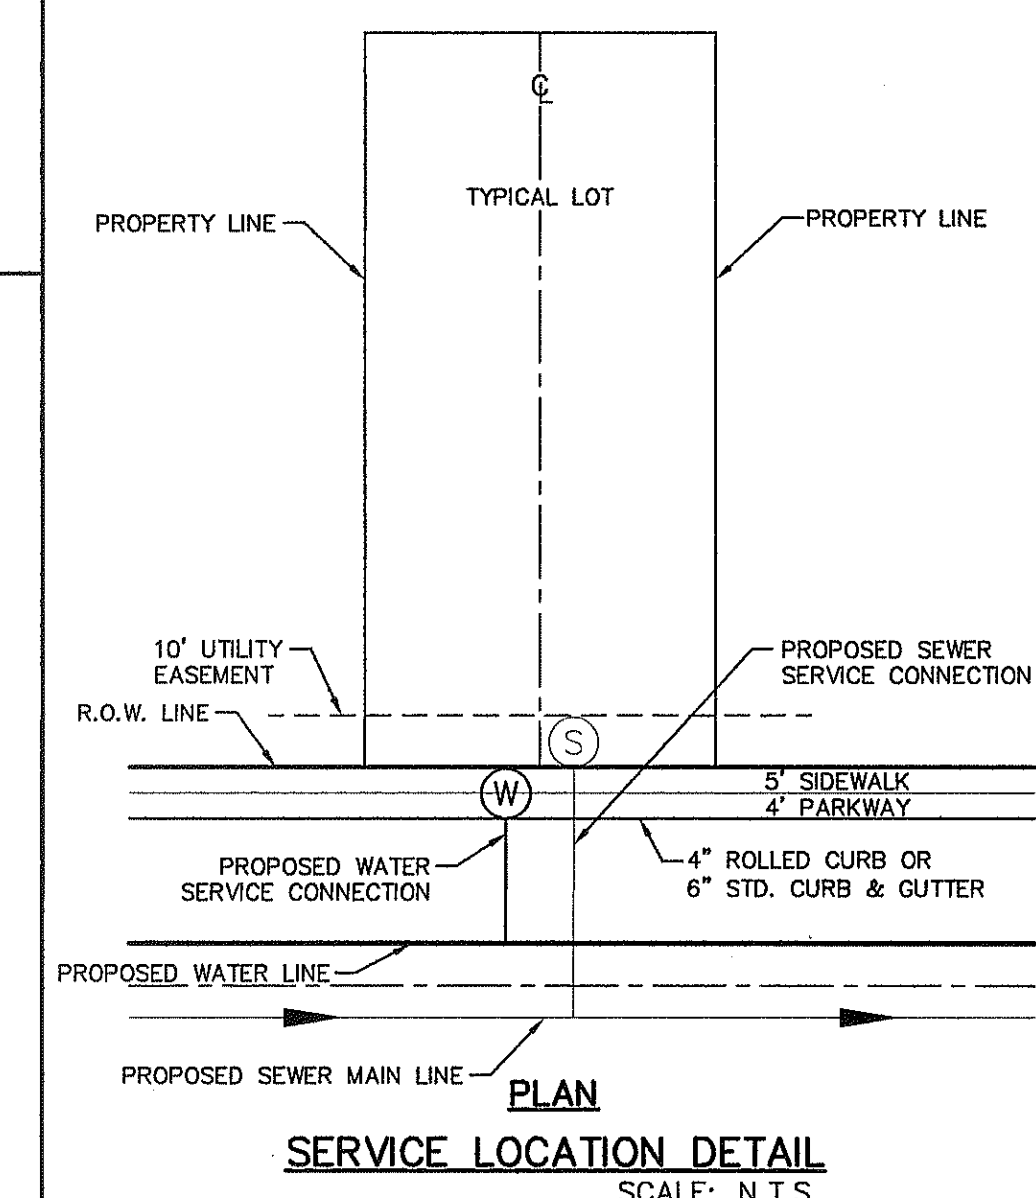 ℄
TYPICAL LOT
PROPERTY LINE
PROPERTY LINE
10' UTILITY
EASEMENT
PROPOSED SEWER
SERVICE CONNECTION
R.O.W. LINE
S
5' SIDEWALK
W
4' PARKWAY
PROPOSED WATER
SERVICE CONNECTION
4" ROLLED CURB OR
6" STD. CURB & GUTTER
PROPOSED WATER LINE
PROPOSED SEWER MAIN LINE
PLAN
SERVICE LOCATION DETAIL
SCALE: N.T.S.